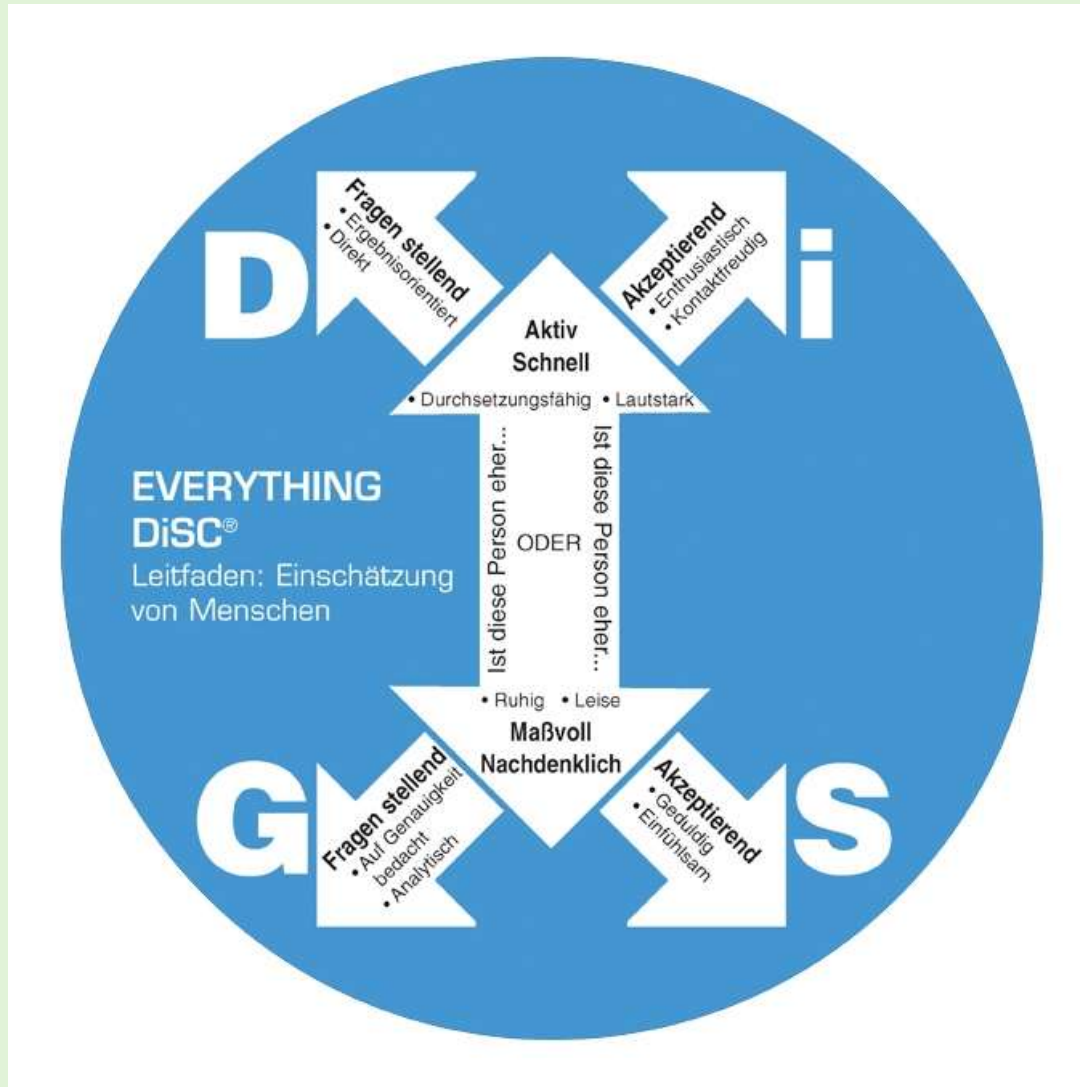 D
Fragen stellend
• Ergebnisorientiert
• Direkt
Akzeptierend
• Enthusiastisch
• Kontaktfreudig
i
Aktiv
Schnell
• Durchsetzungsfähig • Lautstark
EVERYTHING
DiSC®
Leitfaden: Einschätzung
von Menschen
Ist diese Person eher...
ODER
Ist diese Person eher...
• Ruhig • Leise
Maßvoll
Nachdenklich
G
Fragen stellend
• Auf Genauigkeit
bedacht
• Analytisch
Akzeptierend
• Geduldig
• Einfühlsam
S